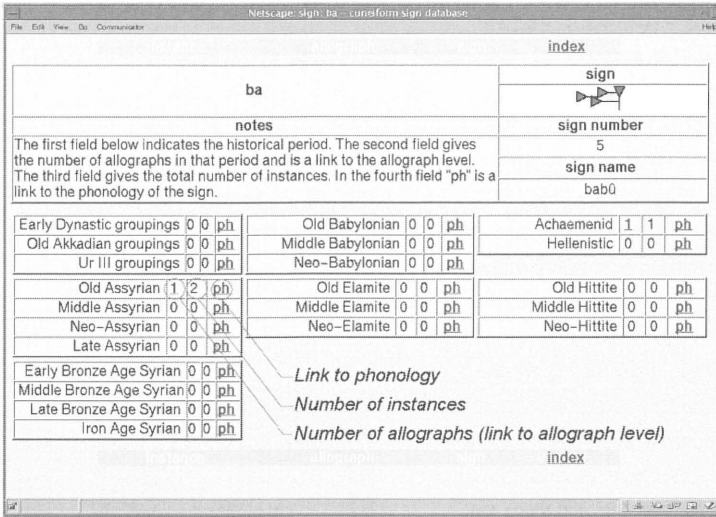 Netscape: sign: ba - cuneiform sign database
File Edit View Go Communicator Help
index
ba
sign
notes
sign number
The first field below indicates the historical period. The second field gives
the number of allographs in that period and is a link to the allograph level.
The third field gives the total number of instances. In the fourth field "ph" is a
link to the phonology of the sign.
5
sign name
babû
Early Dynastic groupings 0 0 ph
Old Akkadian groupings 0 0 ph
Ur III groupings 0 0 ph
Old Babylonian 0 0 ph
Middle Babylonian 0 0 ph
Neo-Babylonian 0 0 ph
Achaemenid 1 1 ph
Hellenistic 0 0 ph
Old Assyrian 1 2 ph
Middle Assyrian 0 0 ph
Neo-Assyrian 0 0 ph
Late Assyrian 0 0 ph
Old Elamite 0 0 ph
Middle Elamite 0 0 ph
Neo-Elamite 0 0 ph
Old Hittite 0 0 ph
Middle Hittite 0 0 ph
Neo-Hittite 0 0 ph
Early Bronze Age Syrian 0 0 ph
Middle Bronze Age Syrian 0 0 ph
Late Bronze Age Syrian 0 0 ph
Iron Age Syrian 0 0 ph
Link to phonology
Number of instances
Number of allographs (link to allograph level)
index